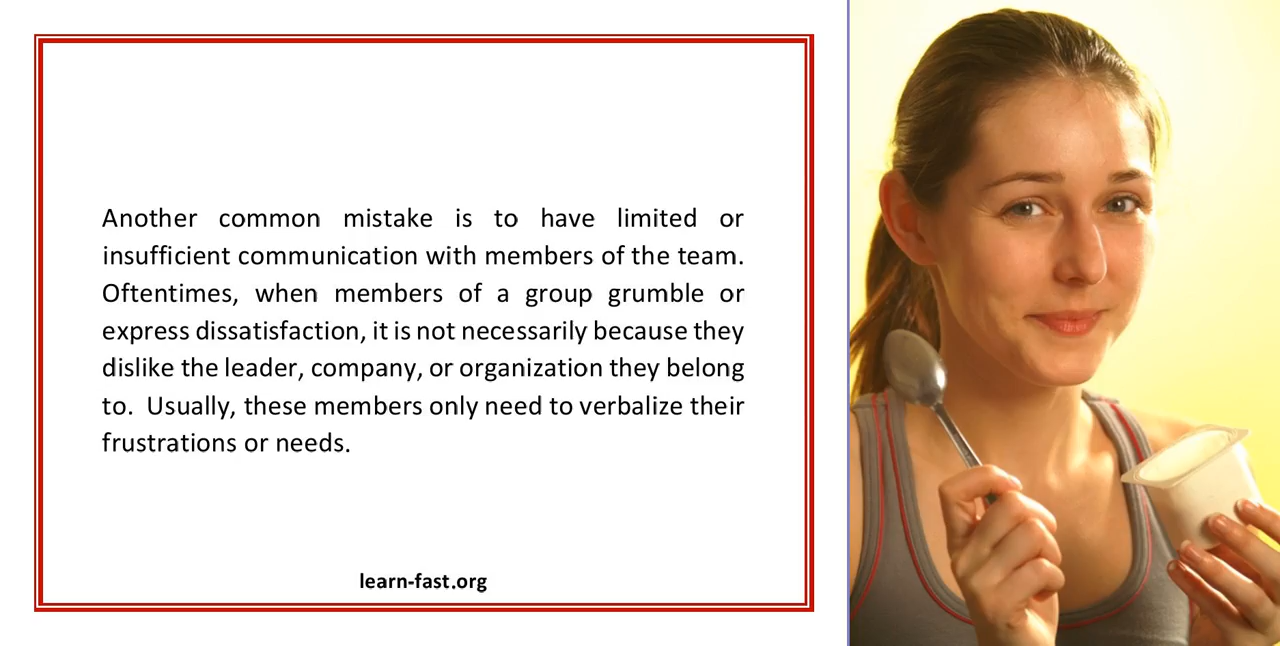 Another common mistake is to have limited or
insufficient communication with members of the team.
Oftentimes, when members of a group grumble or
express dissatisfaction, it is not necessarily because they
dislike the leader, company, or organization they belong
to.  Usually, these members only need to verbalize their
frustrations or needs.
learn-fast.org